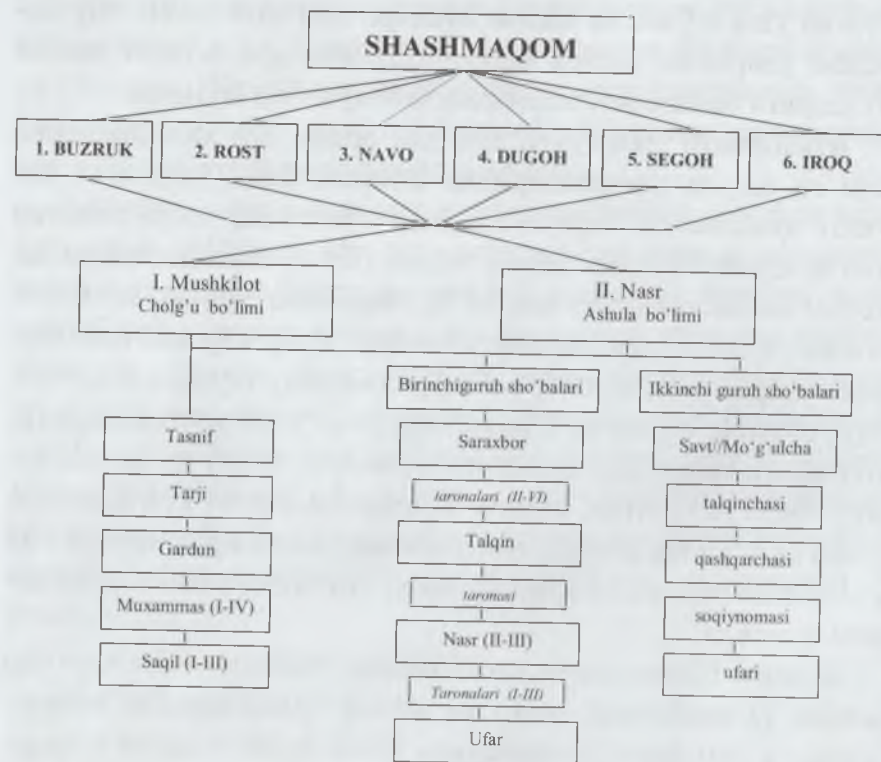 SHASHMAQOM
1. BUZRUK
2. ROST
3. NAVO
4. DUGOH
5. SEGOH
6. IROQ
I. Mushkilot
Cholg'u bo'limi
II. Nasr
Ashula bo'limi
Tasnif
Tarji
Gardun
Muxammas (I-IV)
Saqil (I-III)
Birinchiguruh sho'balari
Saraxbor
taronalari (II-VI)
Talqin
taronasi
Nasr (II-III)
Taronalari (I-III)
Ufar
Ikkinchi guruh sho'balari
Savt//Mo'g'ulcha
talqinchasi
qashqarchasi
soqiynomasi
ufari